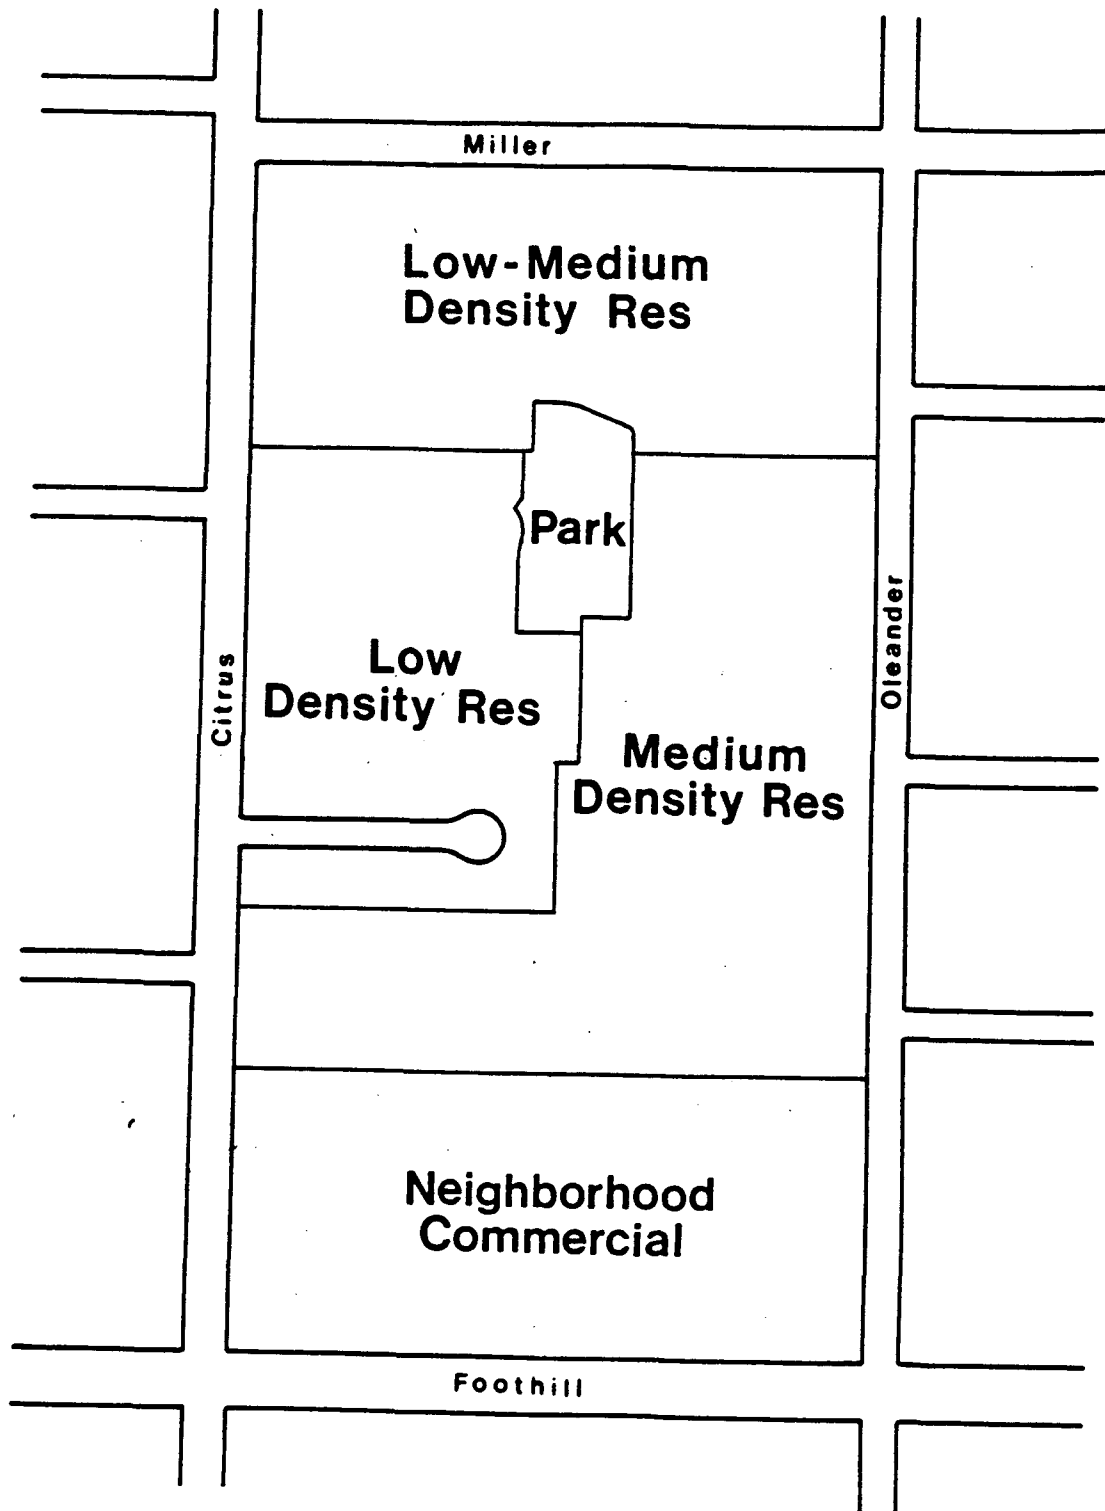 Miller
Low-Medium
Density Res
Park
Oleander
Citrus
Low
Density Res
Medium
Density Res
Neighborhood
Commercial
Foothill